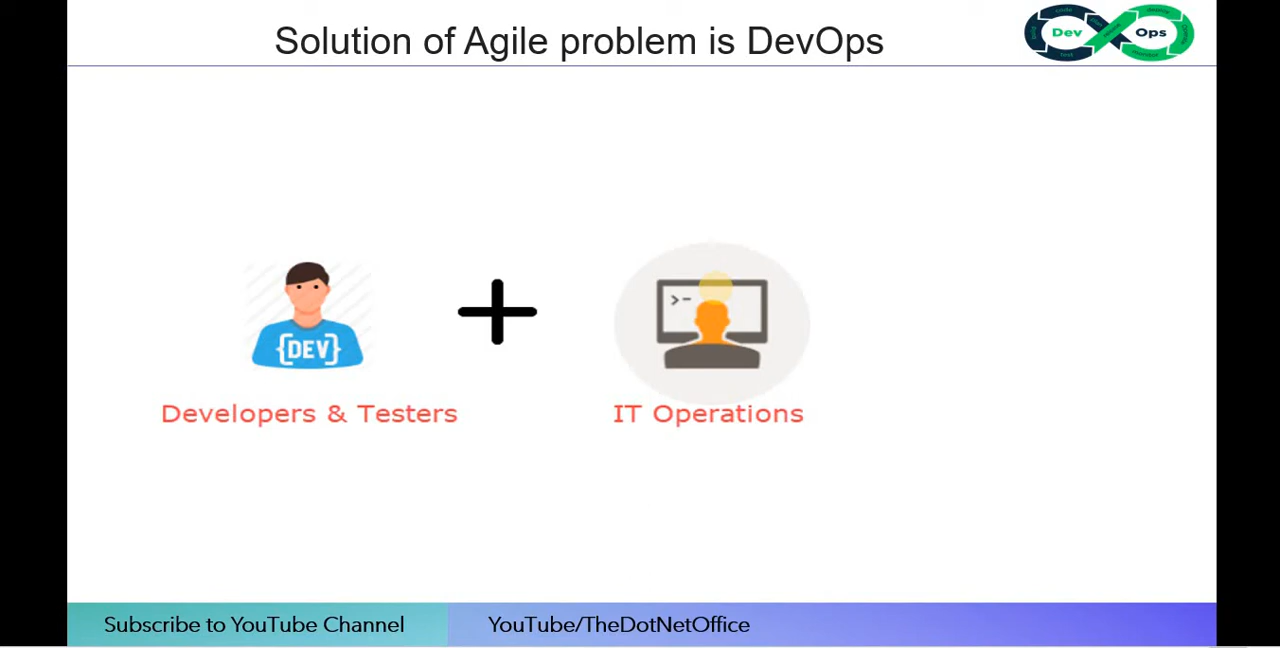 Solution of Agile problem is DevOps
Dev Ops
{DEV}
>-
Developers & Testers
IT Operations
Subscribe to YouTube Channel
YouTube/TheDotNetOffice